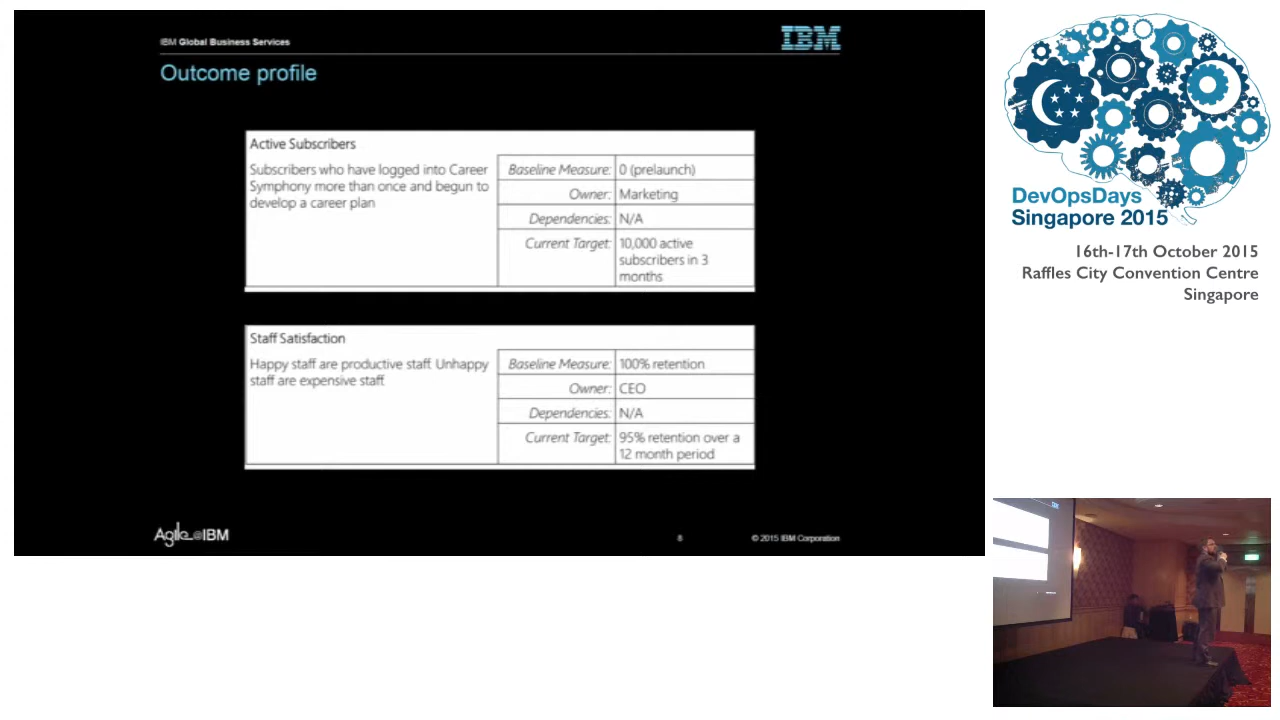 IBM Global Business Services
IBM
Outcome profile
Active Subscribers
Subscribers who have logged into Career
Symphony more than once and begun to
develop a career plan
Baseline Measure: 0 (prelaunch)
Owner: Marketing
Dependencies: N/A
Current Target: 10,000 active
subscribers in 3
months
Staff Satisfaction
Happy staff are productive staff. Unhappy
staff are expensive staff.
Baseline Measure: 100% retention
Owner: CEO
Dependencies: N/A
Current Target: 95% retention over a
12 month period
Agile@IBM
8
© 2015 IBM Corporation
DevOpsDays
Singapore 2015
16th-17th October 2015
Raffles City Convention Centre
Singapore